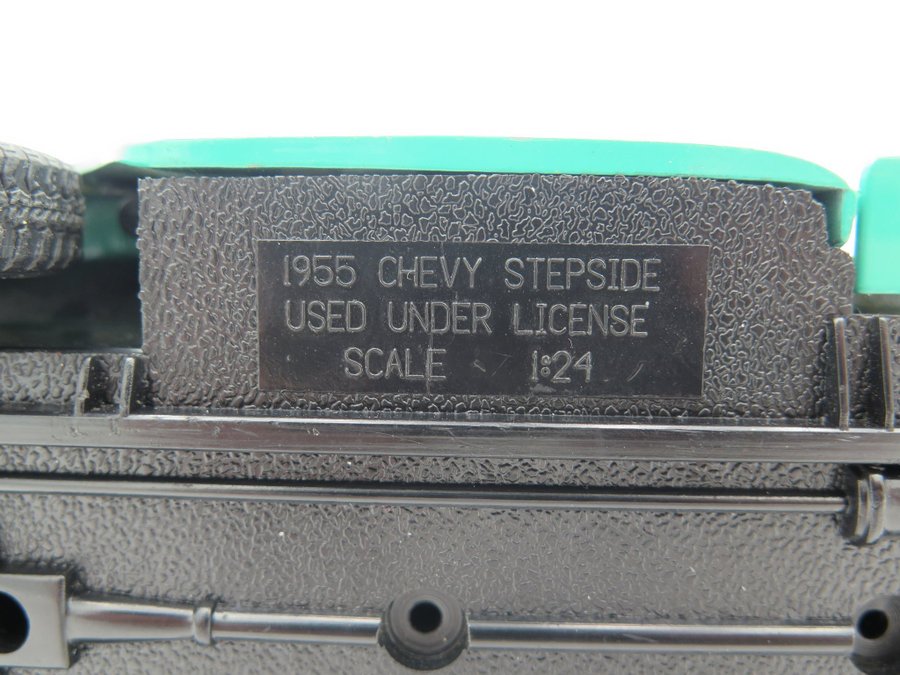 1955 CHEVY STEPSIDE
USED UNDER LICENSE
SCALE 1:24